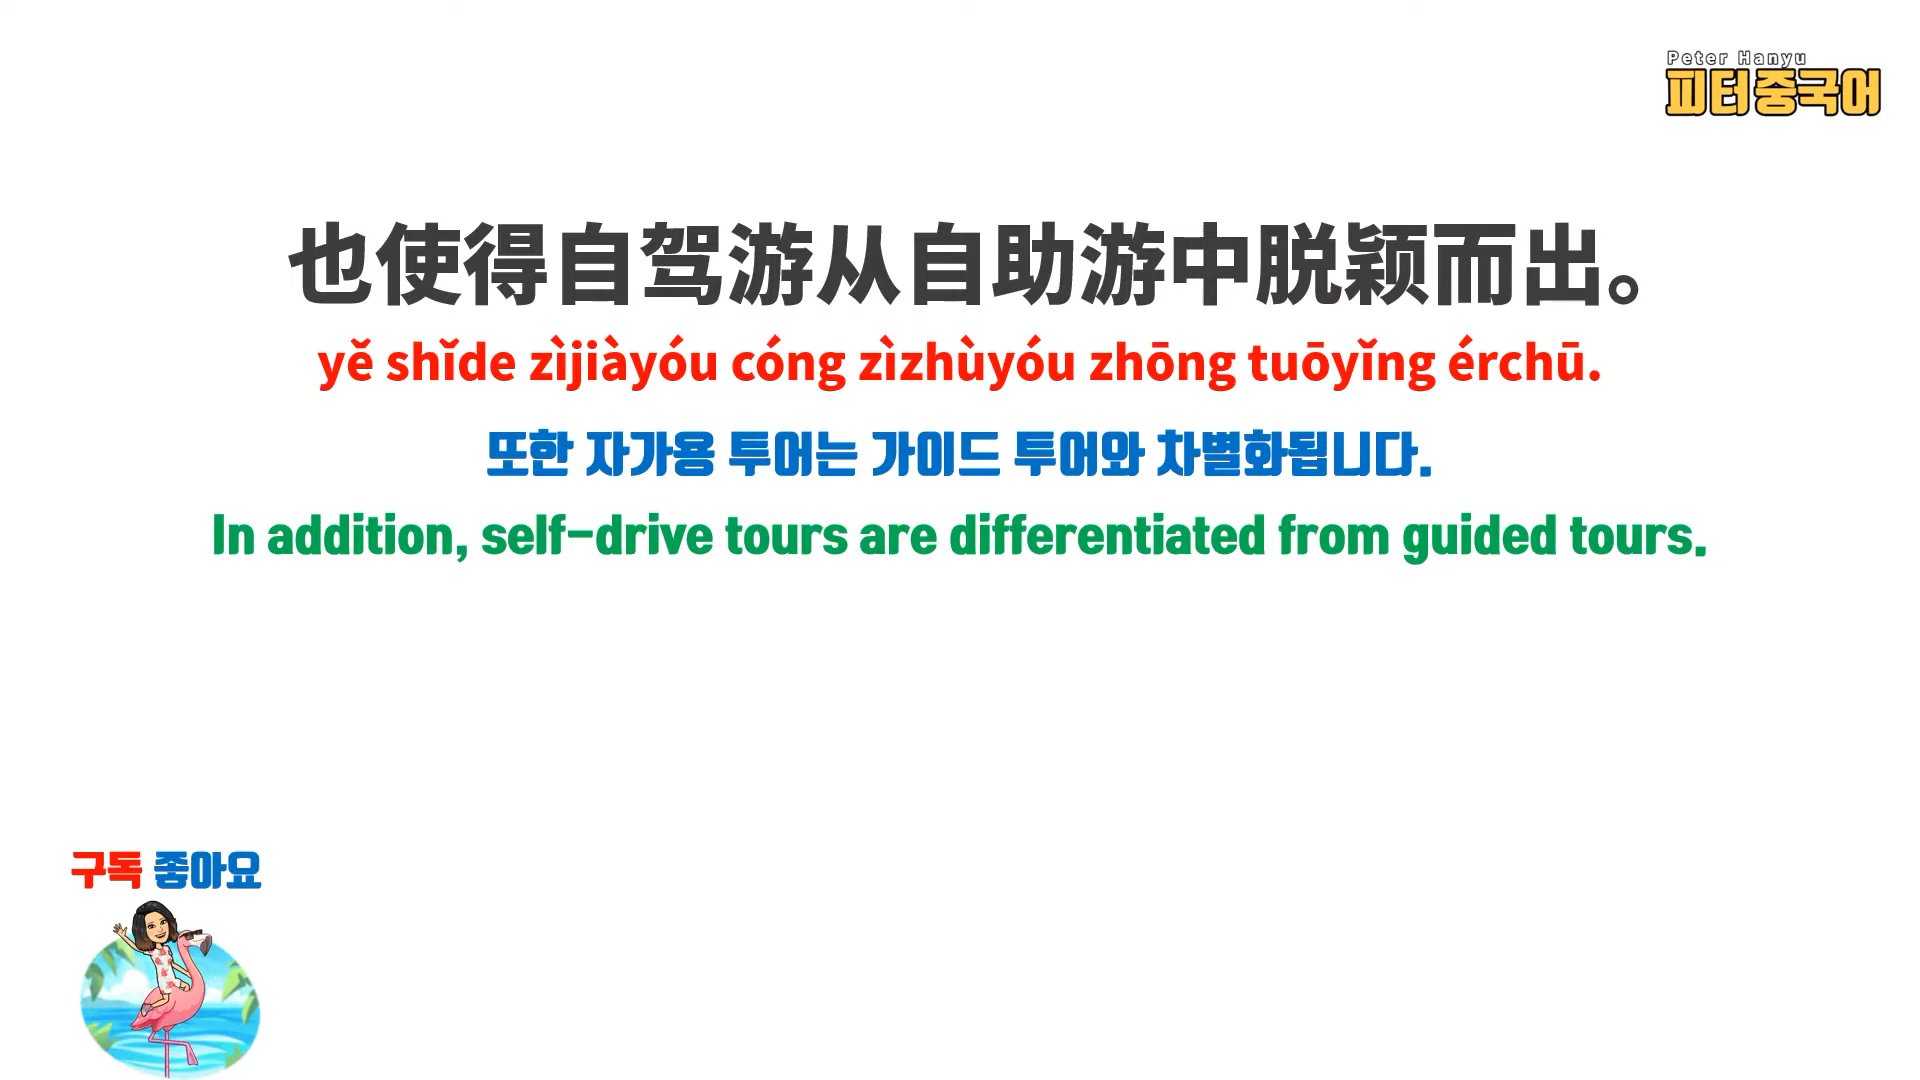 Peter Hanyu
피터 중국어
也使得自驾游从自助游中脱颖而出。
yě shǐde zìjiàyóu cóng zìzhùyóu zhōng tuōyǐng érchū.
또한 자가용 투어는 가이드 투어와 차별화됩니다.
In addition, self-drive tours are differentiated from guided tours.
구독 좋아요